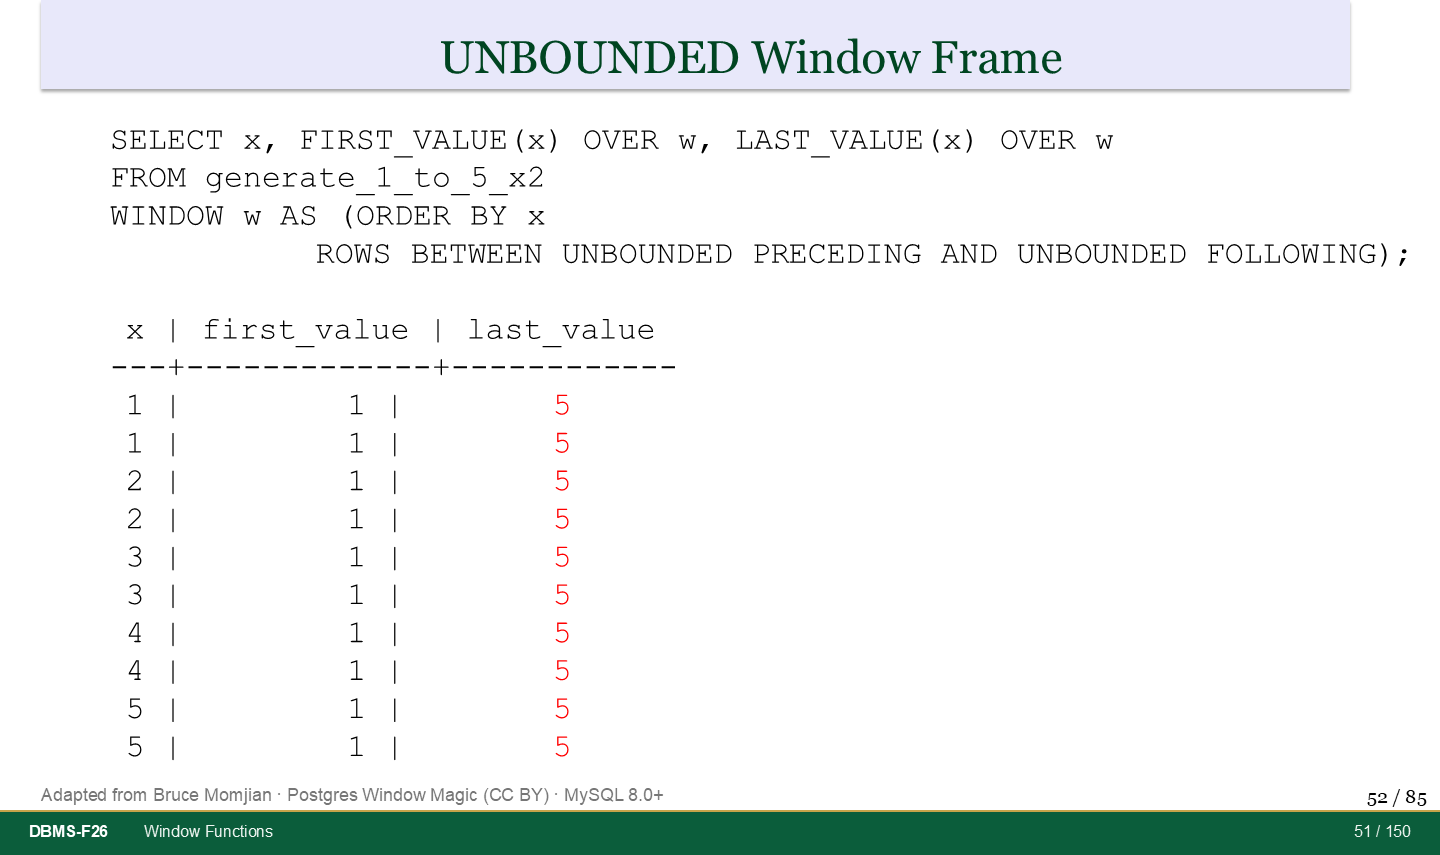 UNBOUNDED Window Frame
SELECT x, FIRST_VALUE(x) OVER w, LAST_VALUE(x) OVER w
FROM generate_1_to_5_x2
WINDOW w AS (ORDER BY x
ROWS BETWEEN UNBOUNDED PRECEDING AND UNBOUNDED FOLLOWING);
x | first_value | last_value
---+-------------+------------
1 | 1 | 5
1 | 1 | 5
2 | 1 | 5
2 | 1 | 5
3 | 1 | 5
3 | 1 | 5
4 | 1 | 5
4 | 1 | 5
5 | 1 | 5
5 | 1 | 5
Adapted from Bruce Momjian · Postgres Window Magic (CC BY) · MySQL 8.0+
52 / 85
DBMS-F26 Window Functions 51 / 150